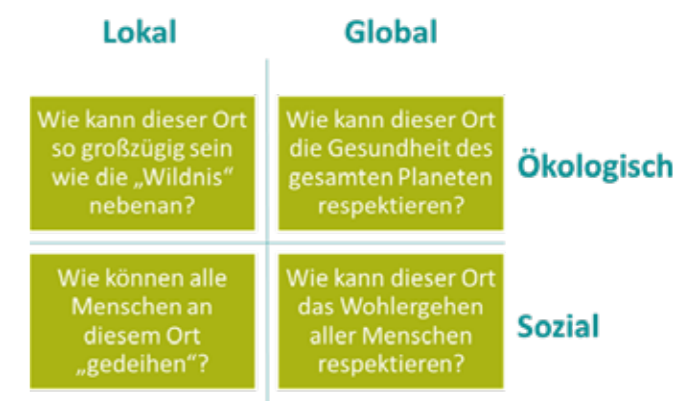 Lokal
Global
Wie kann dieser Ort
so großzügig sein
wie die „Wildnis“
nebenan?
Wie kann dieser Ort
die Gesundheit des
gesamten Planeten
respektieren?
Ökologisch
Wie können alle
Menschen an
diesem Ort
„gedeihen“?
Wie kann dieser Ort
das Wohlergehen
aller Menschen
respektieren?
Sozial